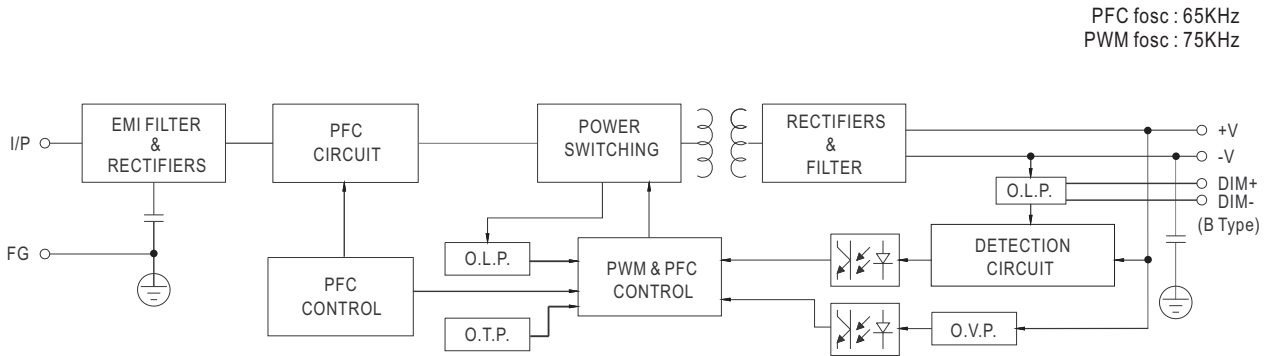 PFC fosc : 65KHz
PWM fosc : 75KHz
I/P
EMI FILTER
&
RECTIFIERS
PFC
CIRCUIT
POWER
SWITCHING
RECTIFIERS
&
FILTER
+V
-V
DIM+
DIM-
(B Type)
O.L.P.
FG
O.L.P.
PFC
CONTROL
PWM & PFC
CONTROL
DETECTION
CIRCUIT
O.T.P.
O.V.P.